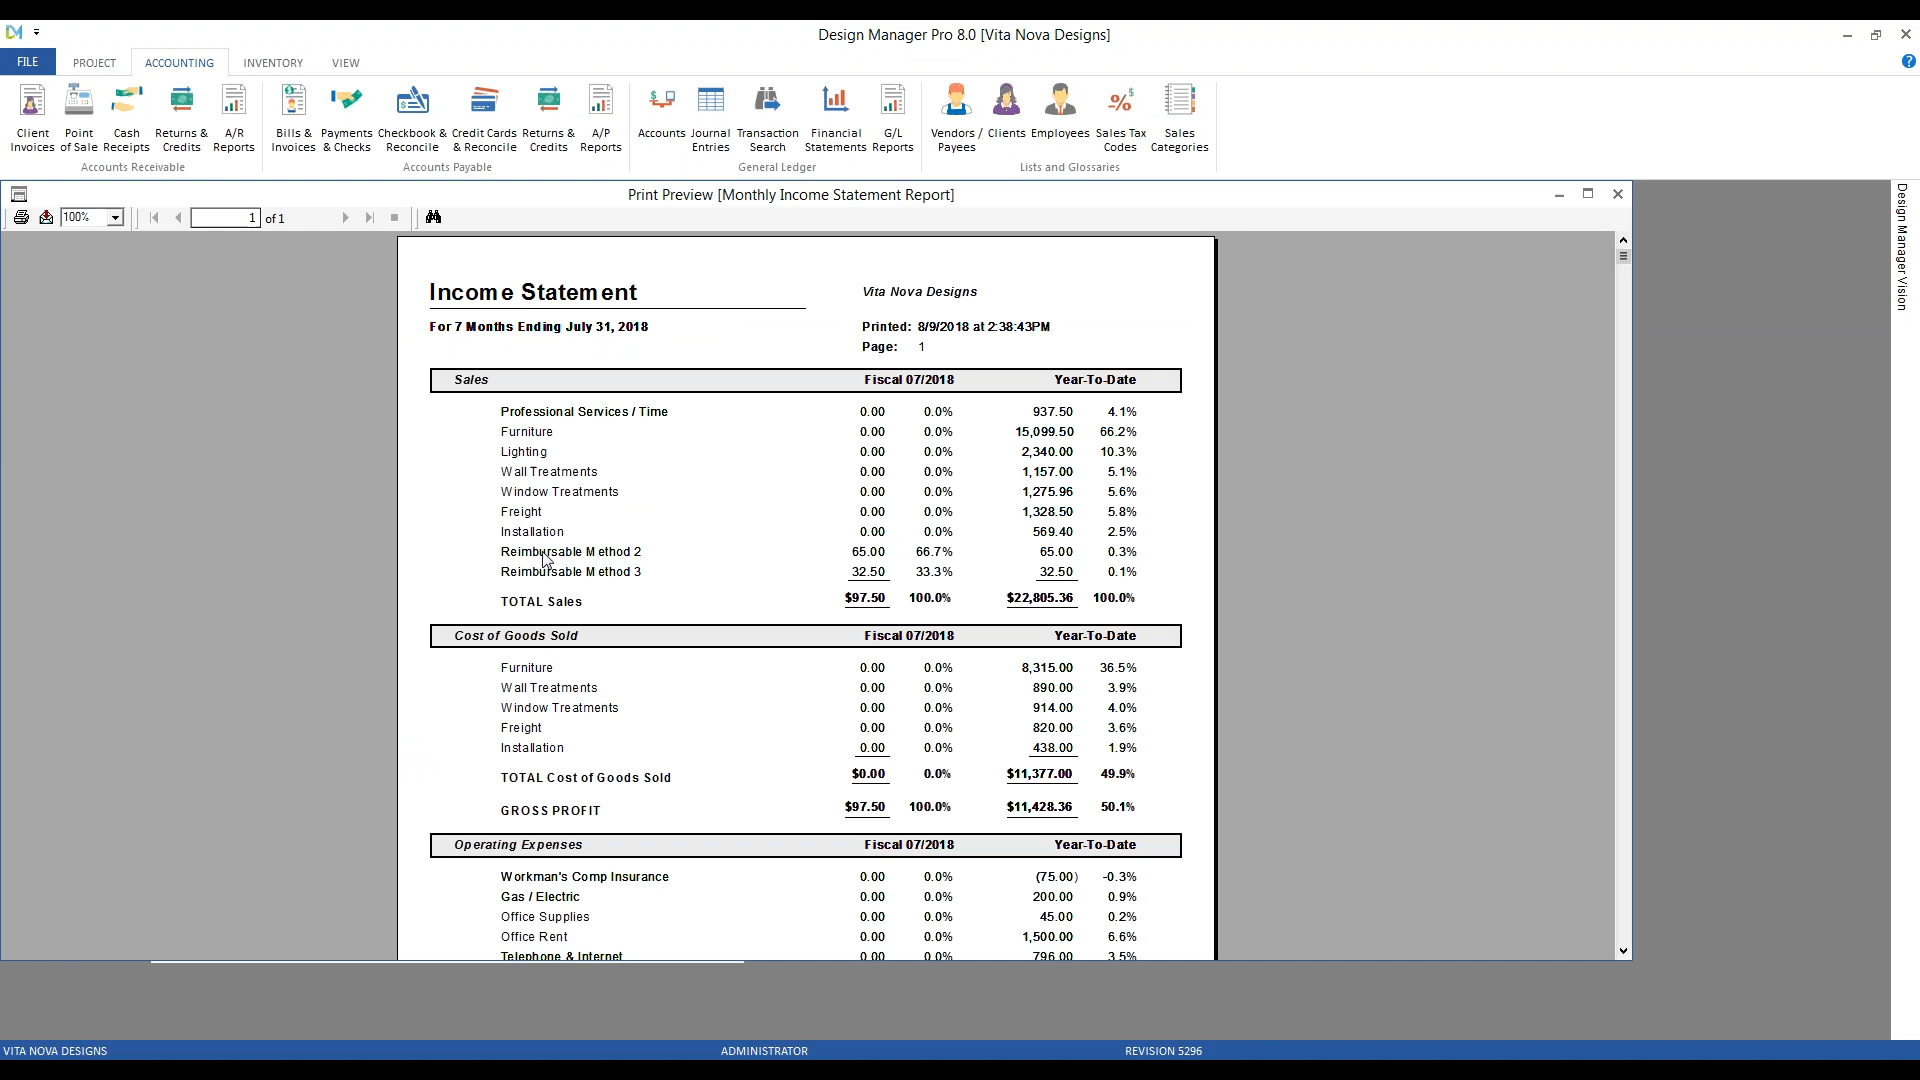 Design Manager Pro 8.0 [Vita Nova Designs]
FILE PROJECT ACCOUNTING INVENTORY VIEW
Client Invoices
Point of Sale
Cash Receipts
Returns & Credits
A/R Reports
Accounts Receivable
Bills & Invoices
Payments & Checks
Checkbook & Reconcile
Credit Cards & Reconcile
Returns & Credits
A/P Reports
Accounts Payable
Accounts
Journal Entries
Transaction Search
Financial Statements
G/L Reports
General Ledger
Vendors / Payees
Clients
Employees
Sales Tax Codes
Sales Categories
Lists and Glossaries
Design Manager Vision
Print Preview [Monthly Income Statement Report]
100% 1 of 1
Income Statement Vita Nova Designs
For 7 Months Ending July 31, 2018 Printed: 8/9/2018 at 2:38:43PM
Page: 1
Sales Fiscal 07/2018 Year-To-Date
Professional Services / Time 0.00 0.0% 937.50 4.1%
Furniture 0.00 0.0% 15,099.50 66.2%
Lighting 0.00 0.0% 2,340.00 10.3%
Wall Treatments 0.00 0.0% 1,157.00 5.1%
Window Treatments 0.00 0.0% 1,275.96 5.6%
Freight 0.00 0.0% 1,328.50 5.8%
Installation 0.00 0.0% 569.40 2.5%
Reimbursable Method 2 65.00 66.7% 65.00 0.3%
Reimbursable Method 3 32.50 33.3% 32.50 0.1%
TOTAL Sales $97.50 100.0% $22,805.36 100.0%
Cost of Goods Sold Fiscal 07/2018 Year-To-Date
Furniture 0.00 0.0% 8,315.00 36.5%
Wall Treatments 0.00 0.0% 890.00 3.9%
Window Treatments 0.00 0.0% 914.00 4.0%
Freight 0.00 0.0% 820.00 3.6%
Installation 0.00 0.0% 438.00 1.9%
TOTAL Cost of Goods Sold $0.00 0.0% $11,377.00 49.9%
GROSS PROFIT $97.50 100.0% $11,428.36 50.1%
Operating Expenses Fiscal 07/2018 Year-To-Date
Workman's Comp Insurance 0.00 0.0% (75.00) -0.3%
Gas / Electric 0.00 0.0% 200.00 0.9%
Office Supplies 0.00 0.0% 45.00 0.2%
Office Rent 0.00 0.0% 1,500.00 6.6%
Telephone & Internet 0.00 0.0% 796.00 3.5%
VITA NOVA DESIGNS ADMINISTRATOR REVISION 5296